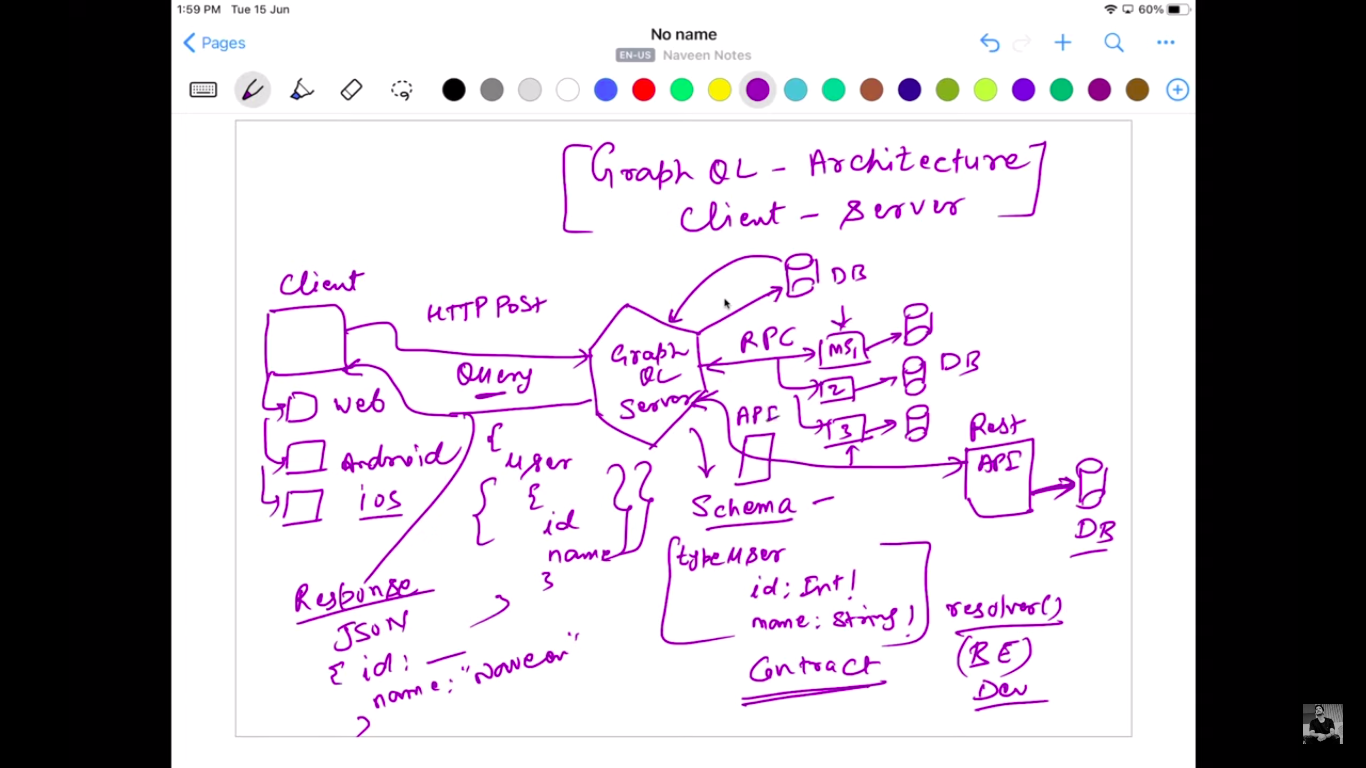 1:59 PM Tue 15 Jun
60%
Pages
No name
EN-US Naveen Notes
Graph QL - Architecture
Client - Server
Client
HTTP Post
Query
Web
Android
ios
{
user
{
{
id
name
}
}
}
}
Response
JSON
{ id: —
name: "Naveen"
}
Graph
QL
Server
DB
RPC
MS1
2
3
DB
API
Rest
API
DB
Schema -
type User
id: Int!
name: String!
Contract
resolver()
(BE)
Dev